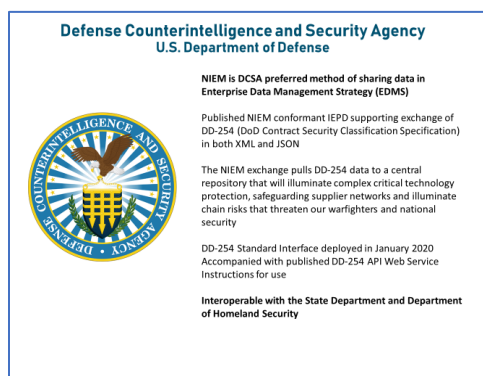 Defense Counterintelligence and Security Agency
U.S. Department of Defense
NIEM is DCSA preferred method of sharing data in
Enterprise Data Management Strategy (EDMS)
Published NIEM conformant IEPD supporting exchange of
DD-254 (DoD Contract Security Classification Specification)
in both XML and JSON
The NIEM exchange pulls DD-254 data to a central
repository that will illuminate complex critical technology
protection, safeguarding supplier networks and illuminate
chain risks that threaten our warfighters and national
security
DD-254 Standard Interface deployed in January 2020
Accompanied with published DD-254 API Web Service
Instructions for use
Interoperable with the State Department and Department
of Homeland Security
DEFENSE COUNTERINTELLIGENCE AND SECURITY AGENCY